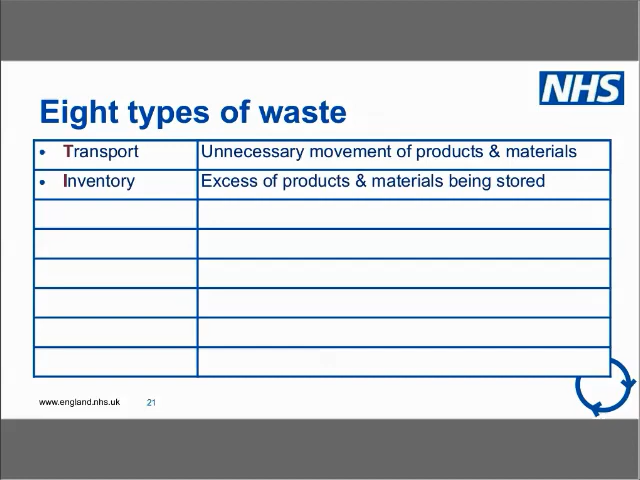 NHS
Eight types of waste
• Transport Unnecessary movement of products & materials
• Inventory Excess of products & materials being stored
www.england.nhs.uk 21